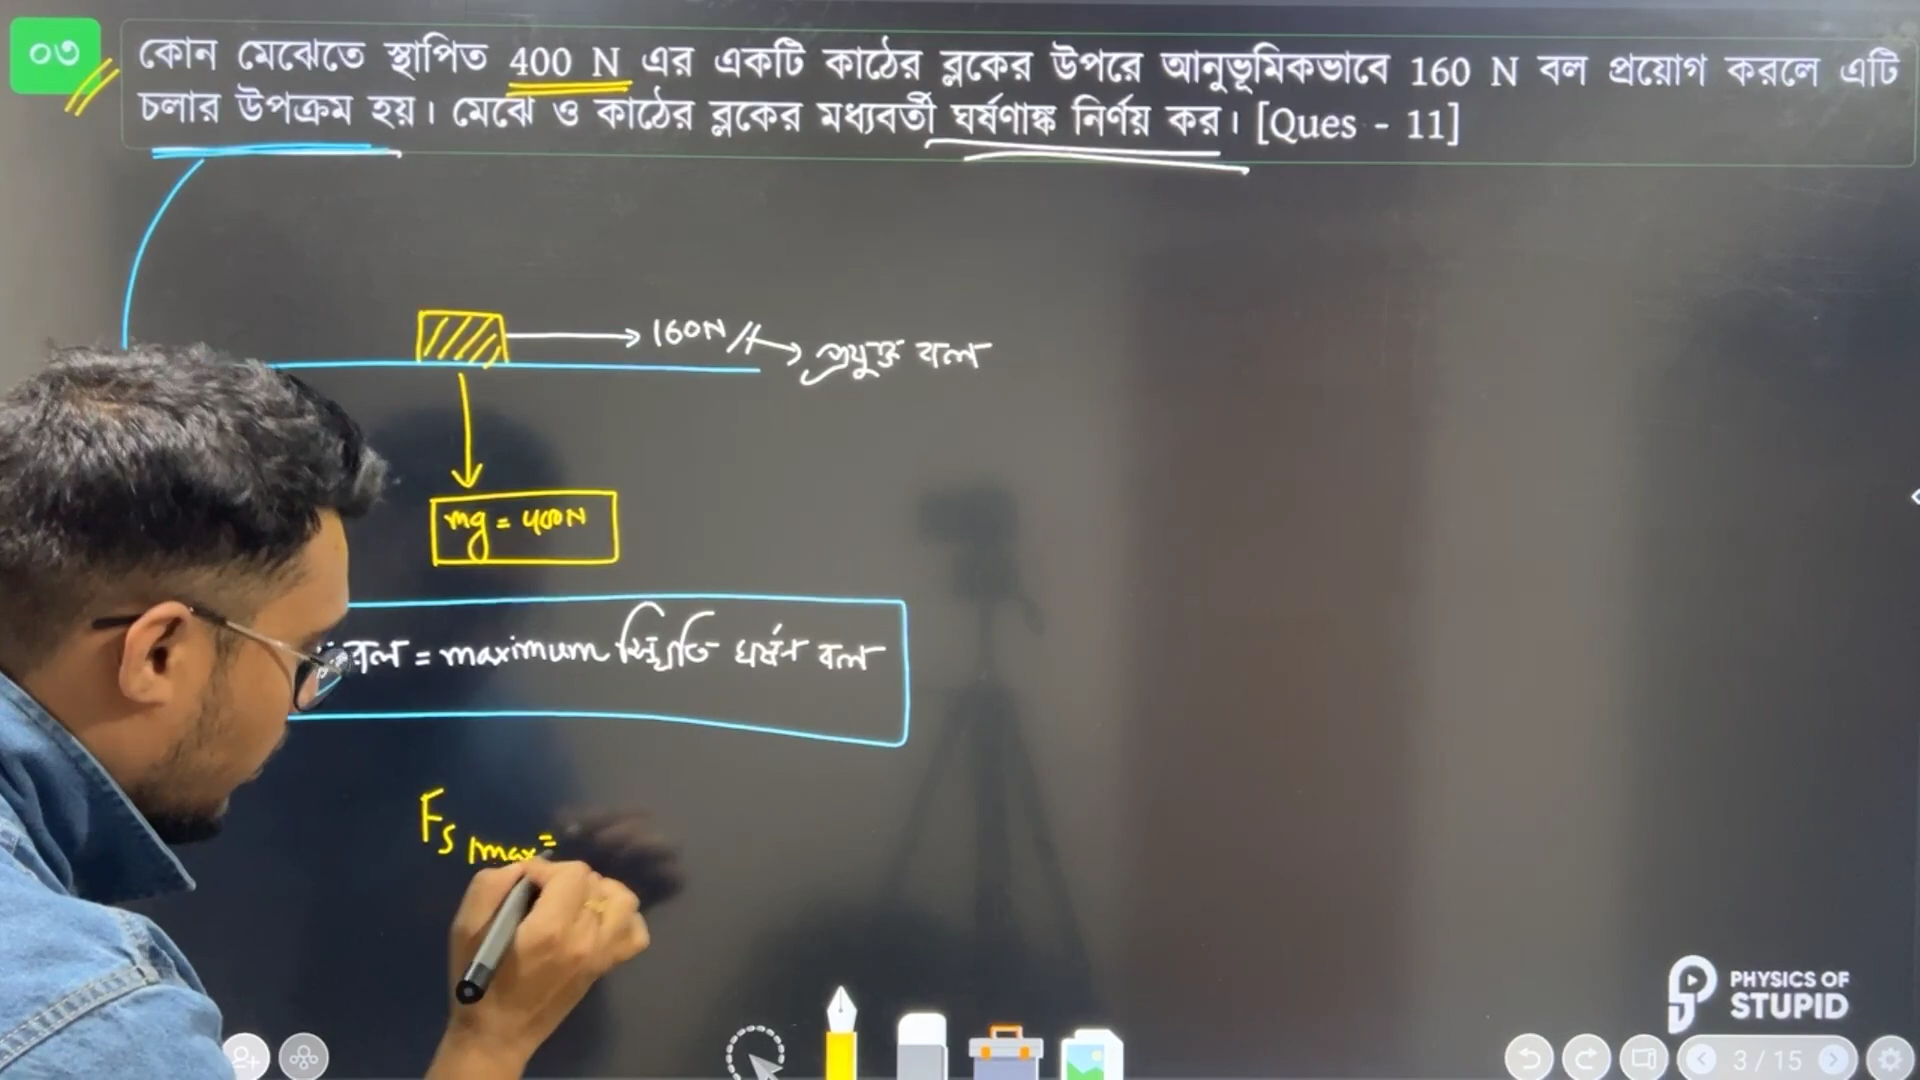 ০৩
কোন মেঝেতে স্থাপিত 400 N এর একটি কাঠের ব্লকের উপরে আনুভূমিকভাবে 160 N বল প্রয়োগ করলে এটি
চলার উপক্রম হয়। মেঝে ও কাঠের ব্লকের মধ্যবর্তী ঘর্ষণাঙ্ক নির্ণয় কর। [Ques - 11]
160N
প্রযুক্ত বল
mg = 400N
বল = maximum স্থিতি ঘর্ষণ বল
Fs max =
PHYSICS OF
STUPID
3 / 15